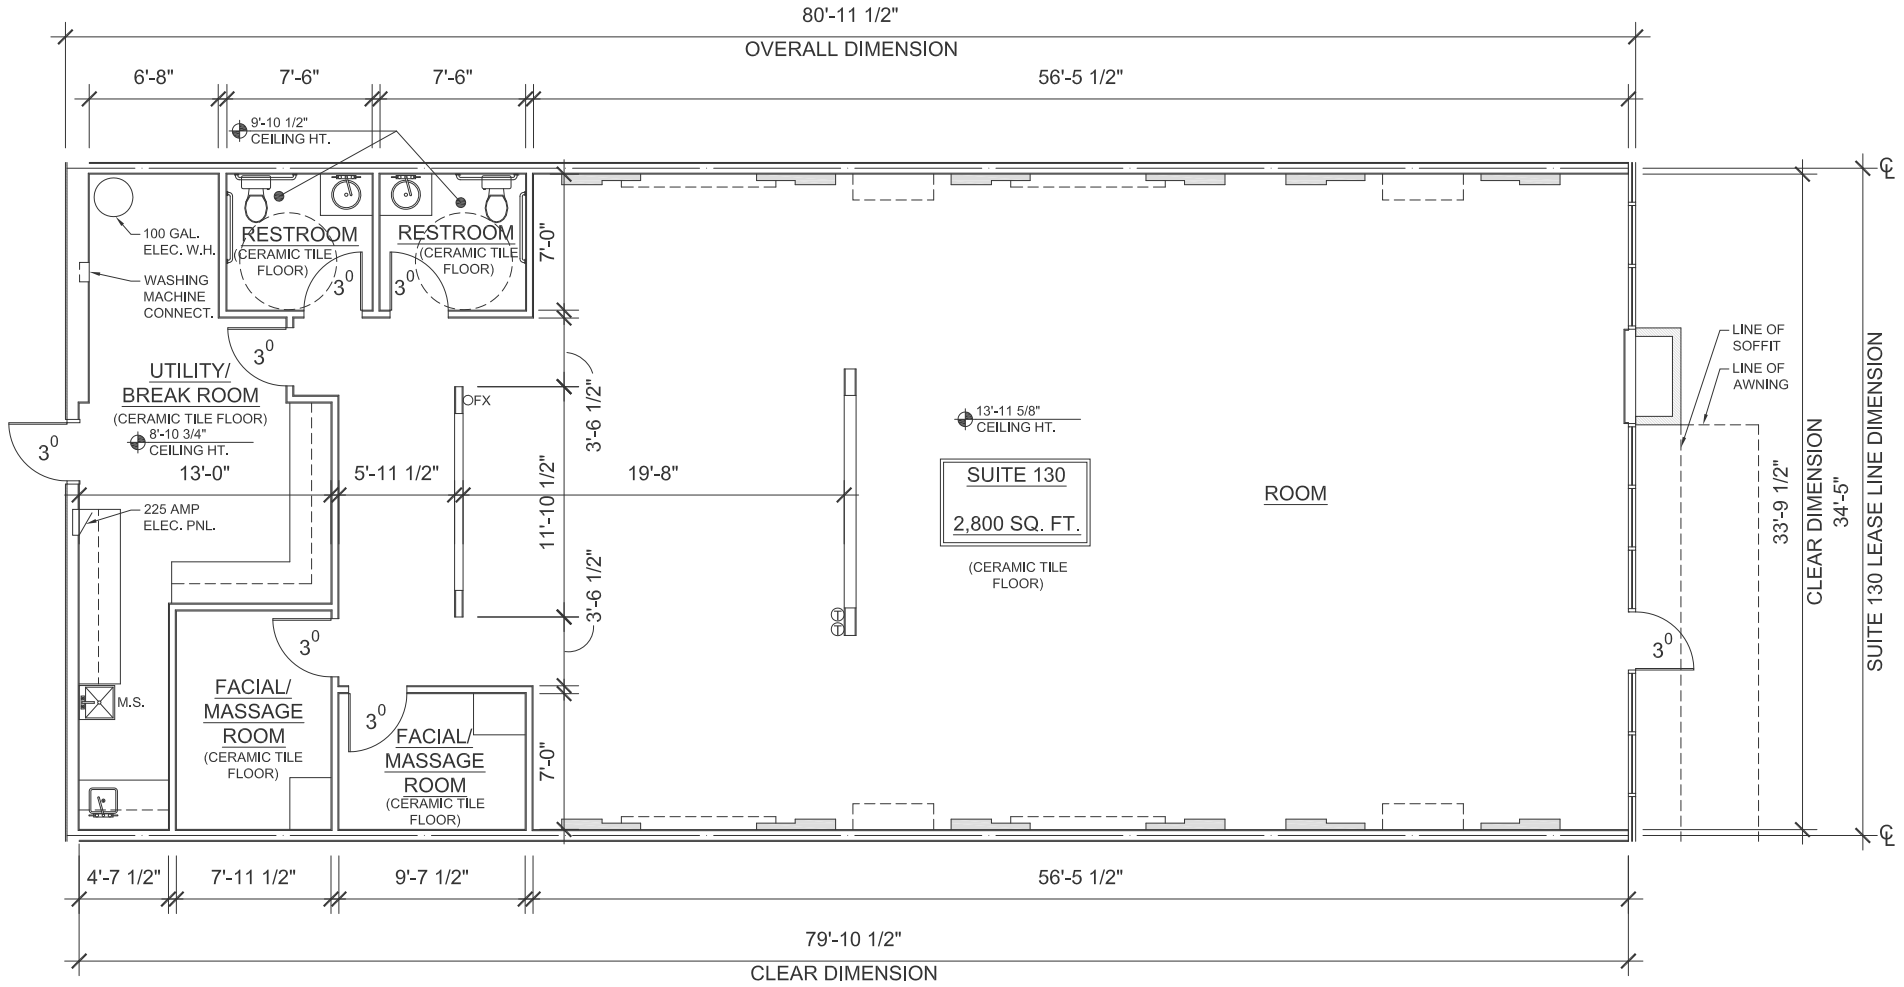 80'-11 1/2"
OVERALL DIMENSION
6'-8"
7'-6"
7'-6"
56'-5 1/2"
9'-10 1/2"
CEILING HT.
℄
100 GAL.
ELEC. W.H.
RESTROOM
(CERAMIC TILE
FLOOR)
RESTROOM
(CERAMIC TILE
FLOOR)
7'-0"
WASHING
MACHINE
CONNECT.
3⁰
3⁰
3⁰
UTILITY/
BREAK ROOM
(CERAMIC TILE FLOOR)
8'-10 3/4"
CEILING HT.
3⁰
OFX
3'-6 1/2"
13'-11 5/8"
CEILING HT.
LINE OF
SOFFIT
LINE OF
AWNING
13'-0"
5'-11 1/2"
19'-8"
11'-10 1/2"
SUITE 130
2,800 SQ. FT.
(CERAMIC TILE
FLOOR)
ROOM
33'-9 1/2"
CLEAR DIMENSION
34'-5"
SUITE 130 LEASE LINE DIMENSION
225 AMP
ELEC. PNL.
3'-6 1/2"
T
T
3⁰
3⁰
M.S.
FACIAL/
MASSAGE
ROOM
(CERAMIC TILE
FLOOR)
3⁰
FACIAL/
MASSAGE
ROOM
(CERAMIC TILE
FLOOR)
7'-0"
℄
4'-7 1/2"
7'-11 1/2"
9'-7 1/2"
56'-5 1/2"
79'-10 1/2"
CLEAR DIMENSION